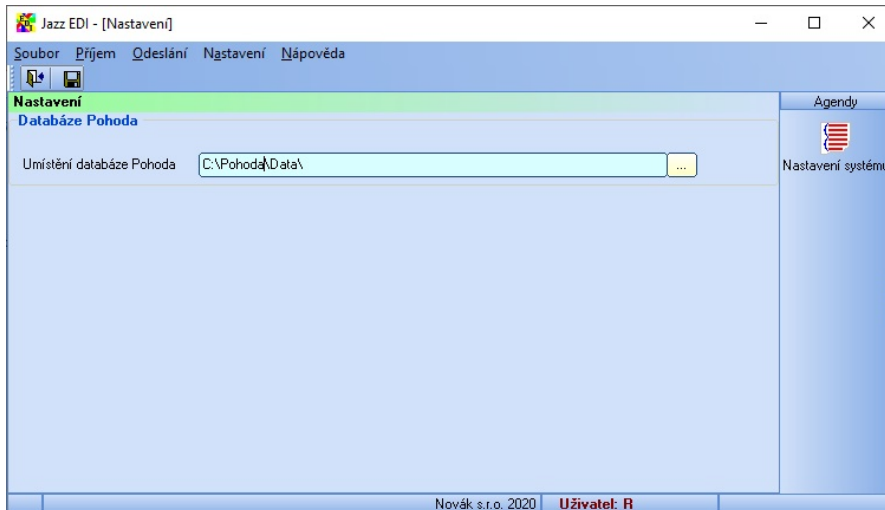 Jazz EDI - [Nastavení]
Soubor Příjem Odeslání Nastavení Nápověda
Nastavení
Agendy
Databáze Pohoda
Umístění databáze Pohoda C:\Pohoda\Data\ ...
Nastavení systému
Novák s.r.o. 2020 Uživatel: R